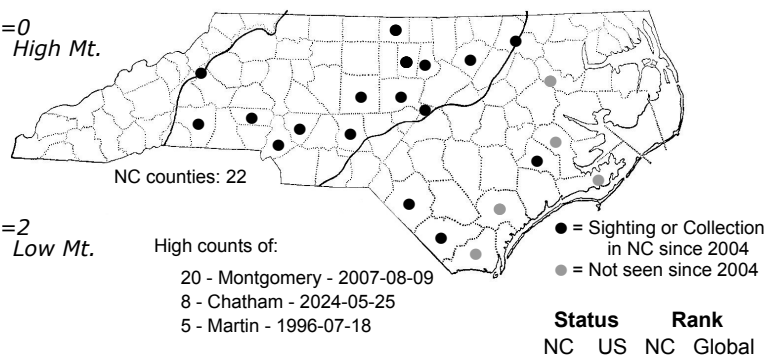 =0
High Mt.
NC counties: 22
=2
Low Mt.
High counts of:
20 - Montgomery - 2007-08-09
8 - Chatham - 2024-05-25
5 - Martin - 1996-07-18
● = Sighting or Collection
in NC since 2004
● = Not seen since 2004
Status Rank
NC US NC Global